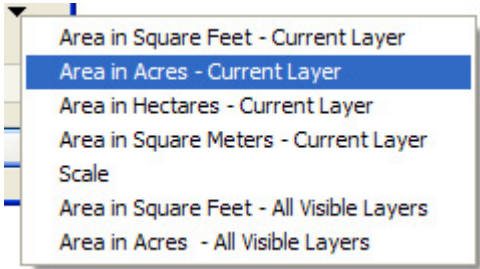 Area in Square Feet - Current Layer
Area in Acres - Current Layer
Area in Hectares - Current Layer
Area in Square Meters - Current Layer
Scale
Area in Square Feet - All Visible Layers
Area in Acres  - All Visible Layers